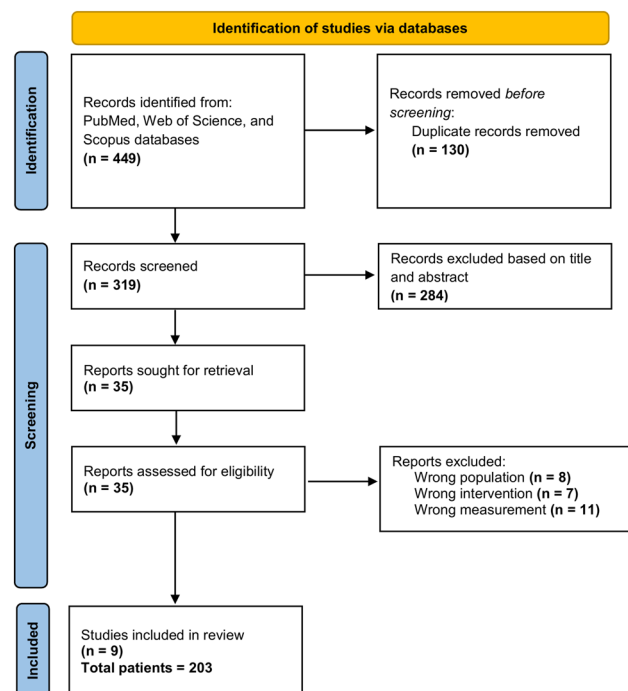 Identification of studies via databases
Identification
Records identified from:
PubMed, Web of Science, and
Scopus databases
(n = 449)
Records removed before
screening:
Duplicate records removed
(n = 130)
Screening
Records screened
(n = 319)
Records excluded based on title
and abstract
(n = 284)
Reports sought for retrieval
(n = 35)
Reports assessed for eligibility
(n = 35)
Reports excluded:
Wrong population (n = 8)
Wrong intervention (n = 7)
Wrong measurement (n = 11)
Included
Studies included in review
(n = 9)
Total patients = 203